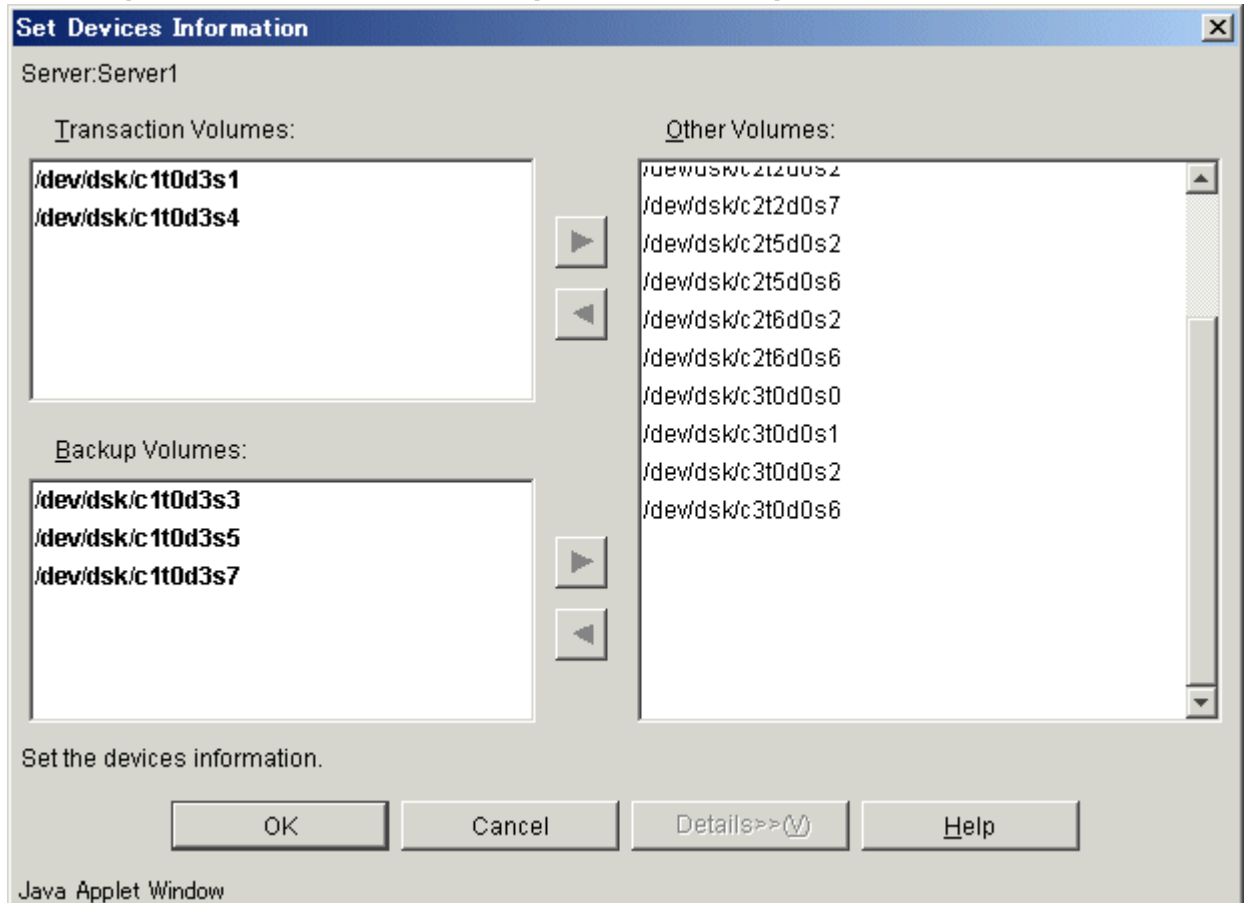 Set Devices Information
Server:Server1
Transaction Volumes:
/dev/dsk/c1t0d3s1
/dev/dsk/c1t0d3s4
Backup Volumes:
/dev/dsk/c1t0d3s3
/dev/dsk/c1t0d3s5
/dev/dsk/c1t0d3s7
Other Volumes:
/dev/dsk/c2t2d0s2
/dev/dsk/c2t2d0s7
/dev/dsk/c2t5d0s2
/dev/dsk/c2t5d0s6
/dev/dsk/c2t6d0s2
/dev/dsk/c2t6d0s6
/dev/dsk/c3t0d0s0
/dev/dsk/c3t0d0s1
/dev/dsk/c3t0d0s2
/dev/dsk/c3t0d0s6
Set the devices information.
OK Cancel Details>>(V) Help
Java Applet Window